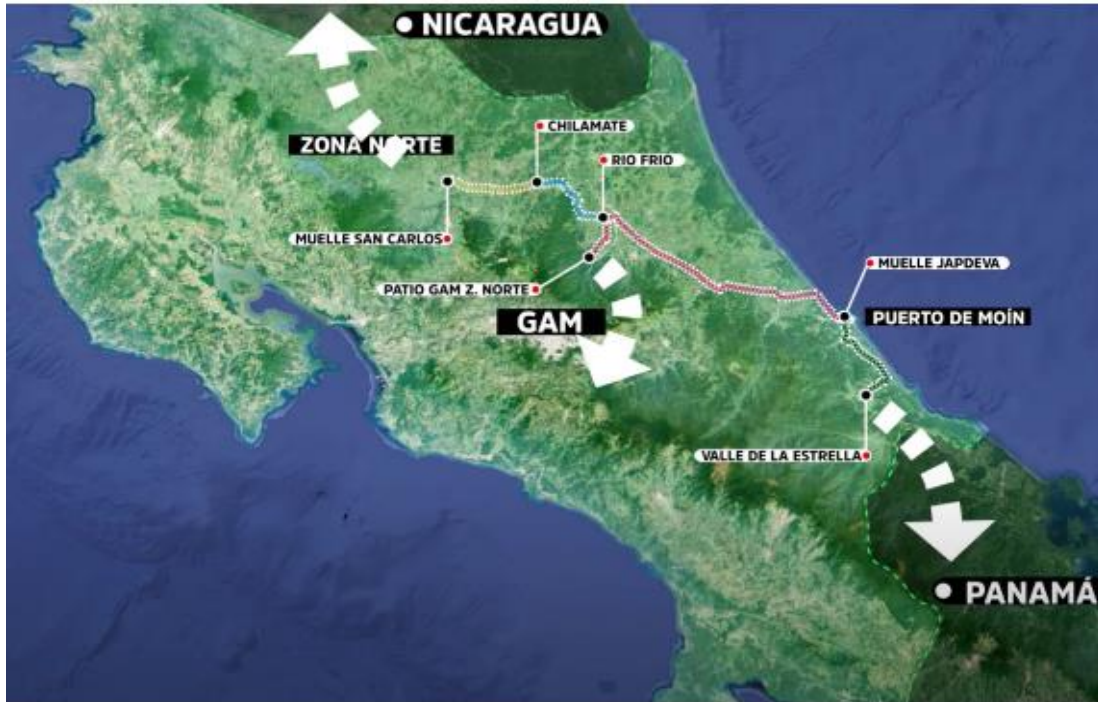 NICARAGUA
CHILAMATE
ZONA NORTE
RIO FRIO
MUELLE SAN CARLOS
MUELLE JAPDEVA
PATIO GAM Z. NORTE
GAM
PUERTO DE MOÍN
VALLE DE LA ESTRELLA
PANAMÁ